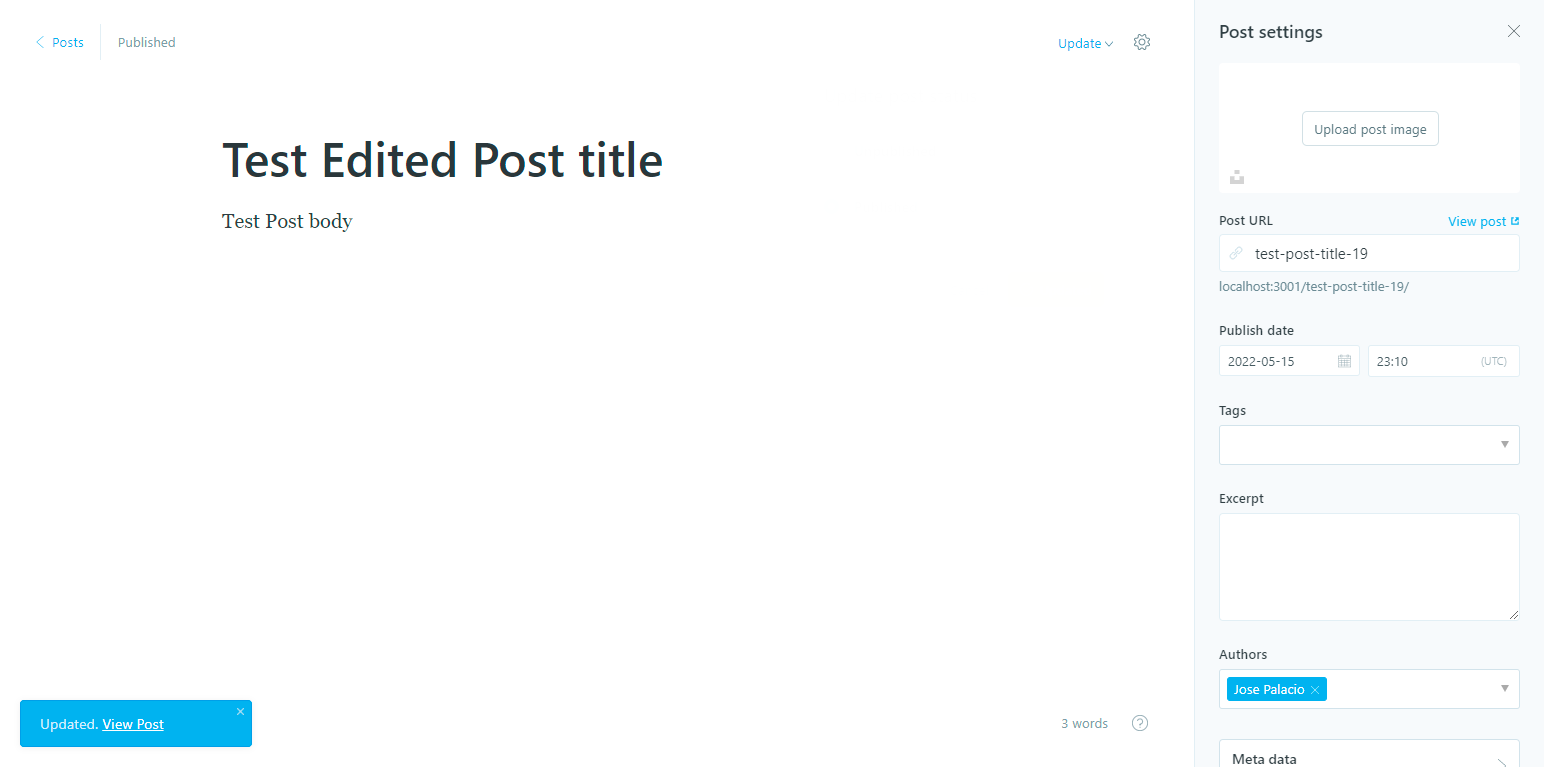 Posts
Published
Update
Test Edited Post title
Test Post body
Updated. View Post
3 words
Post settings
Upload post image
Post URL
View post
test-post-title-19
localhost:3001/test-post-title-19/
Publish date
2022-05-15
23:10
(UTC)
Tags
Excerpt
Authors
Jose Palacio
Meta data